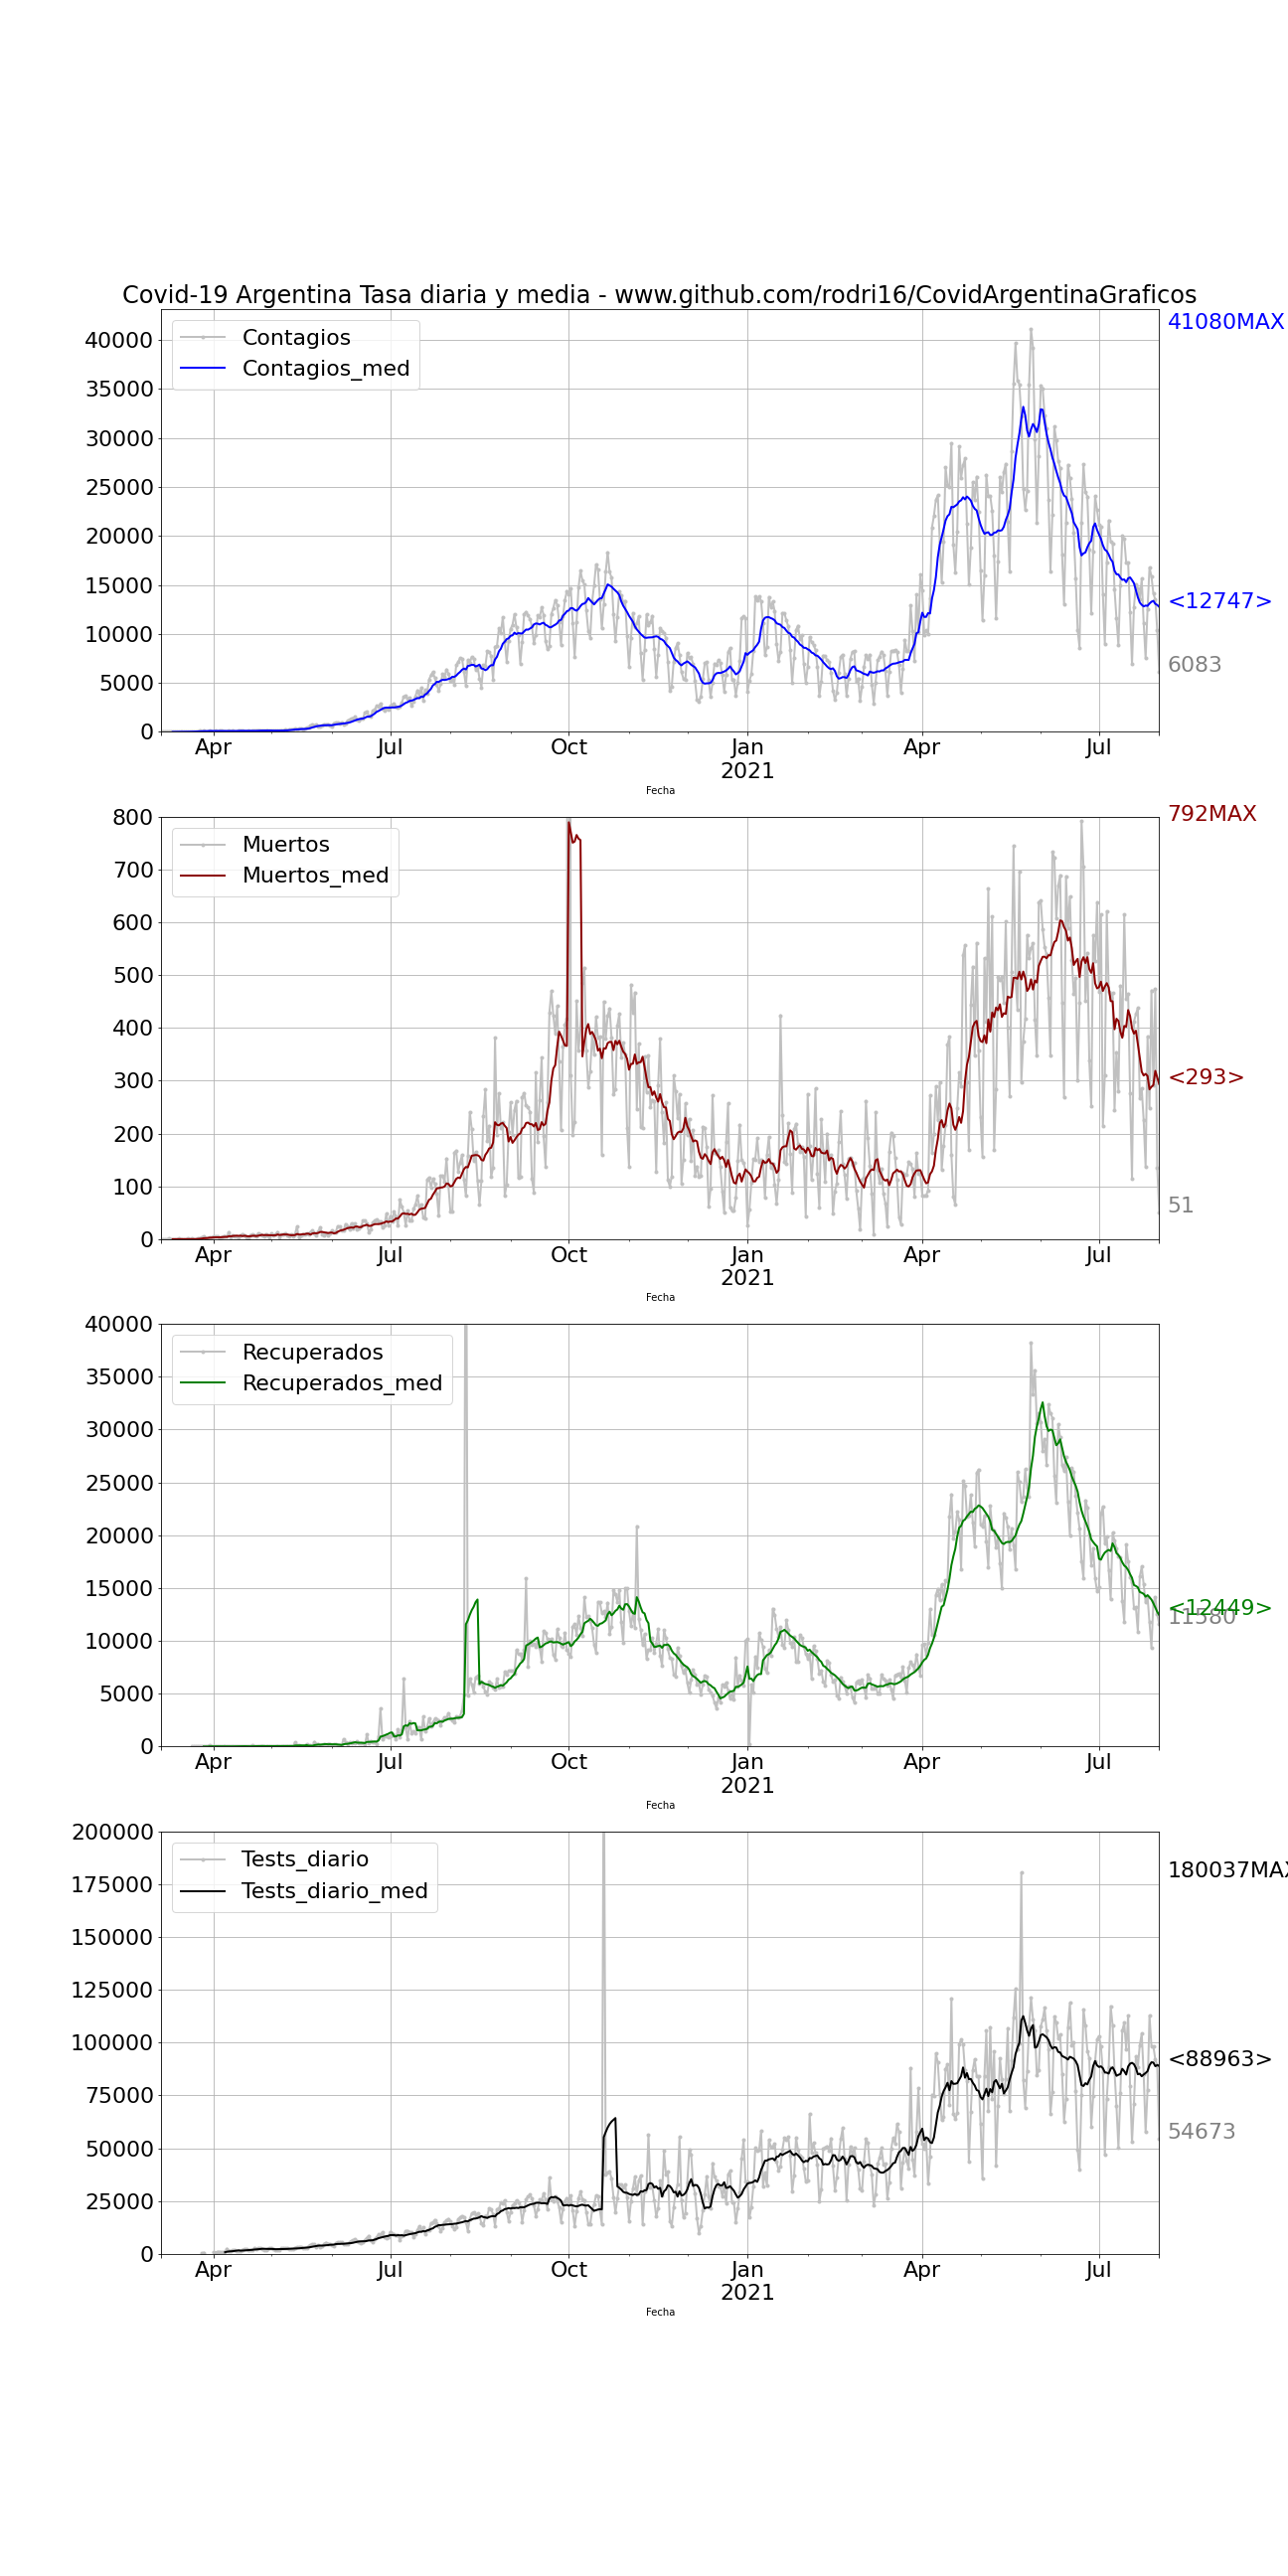 Covid-19 Argentina Tasa diaria y media - www.github.com/rodri16/CovidArgentinaGraficos
41080MAX
Contagios
Contagios_med
40000
35000
30000
25000
20000
15000
10000
5000
0
<12747>
6083
Apr Jul Oct Jan Apr Jul
2021
Fecha
792MAX
Muertos
Muertos_med
800
700
600
500
400
300
200
100
0
<293>
51
Apr Jul Oct Jan Apr Jul
2021
Fecha
Recuperados
Recuperados_med
40000
35000
30000
25000
20000
15000
10000
5000
0
<12449>
11580
Apr Jul Oct Jan Apr Jul
2021
Fecha
Tests_diario
Tests_diario_med
200000
175000
150000
125000
100000
75000
50000
25000
0
180037MAX
<88963>
54673
Apr Jul Oct Jan Apr Jul
2021
Fecha